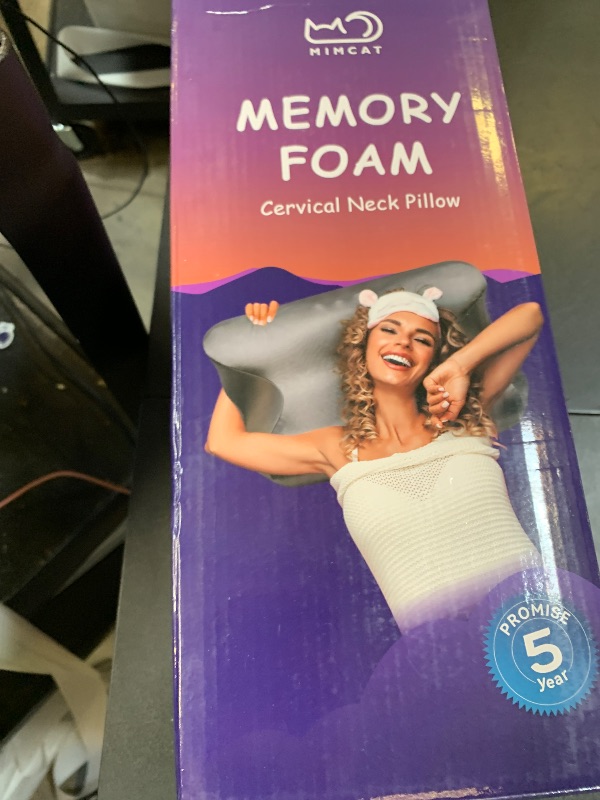 MIMCAT
MEMORY
FOAM
Cervical Neck Pillow
PROMISE
5
year